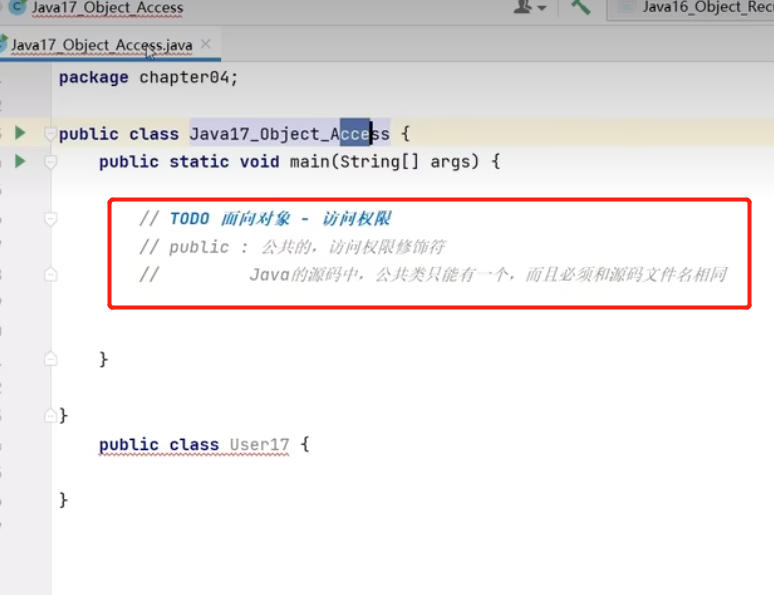 Java17_Object_Access
Java16_Object_Rec
Java17_Object_Access.java
package chapter04;
public class Java17_Object_Access {
public static void main(String[] args) {
// TODO 面向对象 - 访问权限
// public : 公共的, 访问权限修饰符
// Java的源码中, 公共类只能有一个, 而且必须和源码文件名相同
}
}
public class User17 {
}